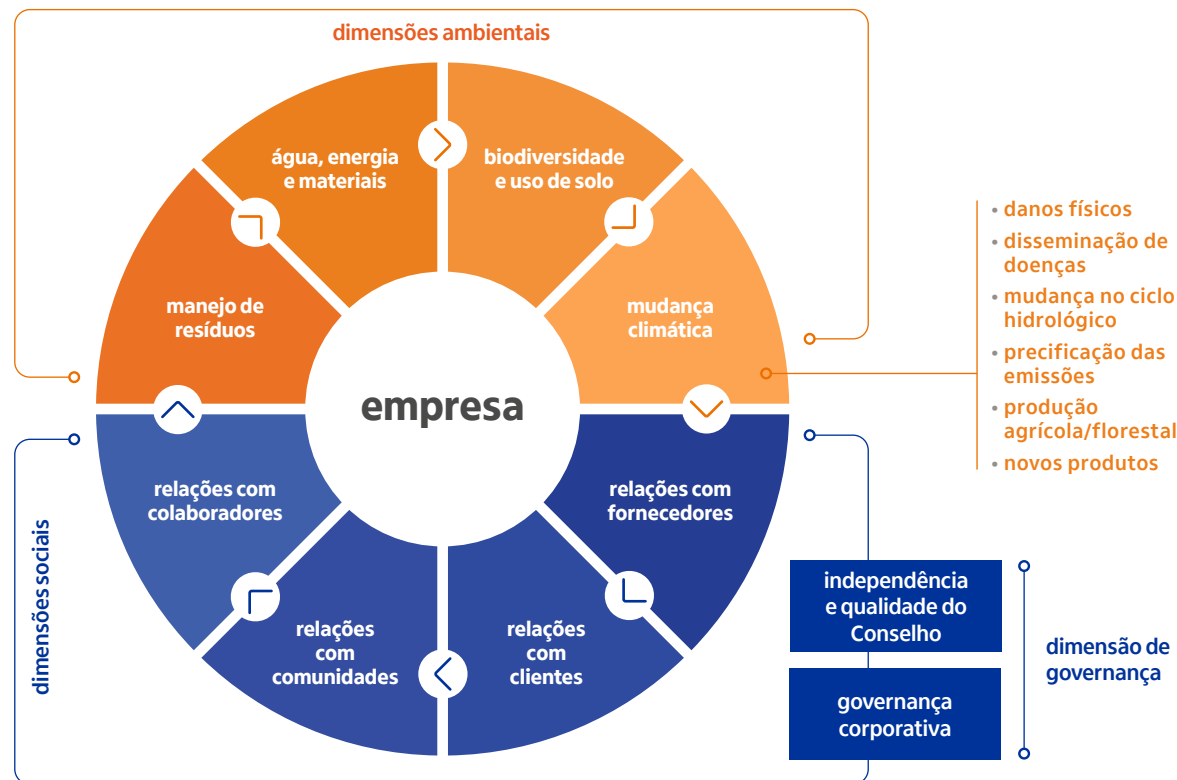 dimensões ambientais
água, energia
e materiais
biodiversidade
e uso de solo
manejo de
resíduos
mudança
climática
• danos físicos
• disseminação de
doenças
• mudança no ciclo
hidrológico
• precificação das
emissões
• produção
agrícola/florestal
• novos produtos
empresa
relações com
colaboradores
relações com
fornecedores
relações
com
comunidades
relações
com
clientes
dimensões sociais
independência
e qualidade do
Conselho
governança
corporativa
dimensão de
governança